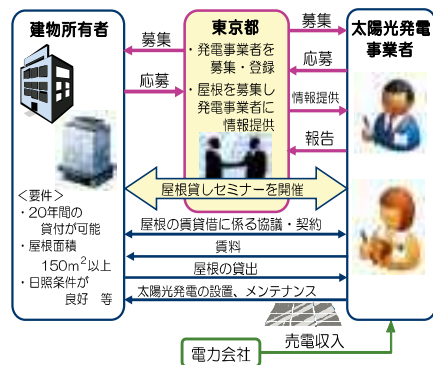 建物所有者
募集
応募
東京都
・発電事業者を
募集・登録
・屋根を募集し
発電事業者に
情報提供
募集
応募
情報提供
報告
太陽光発電
事業者
屋根貸しセミナーを開催
<要件>
・20年間の
貸付が可能
・屋根面積
150m²以上
・日照条件が
良好 等
屋根の賃貸借に係る協議・契約
賃料
屋根の貸出
太陽光発電の設置、メンテナンス
電力会社
売電収入